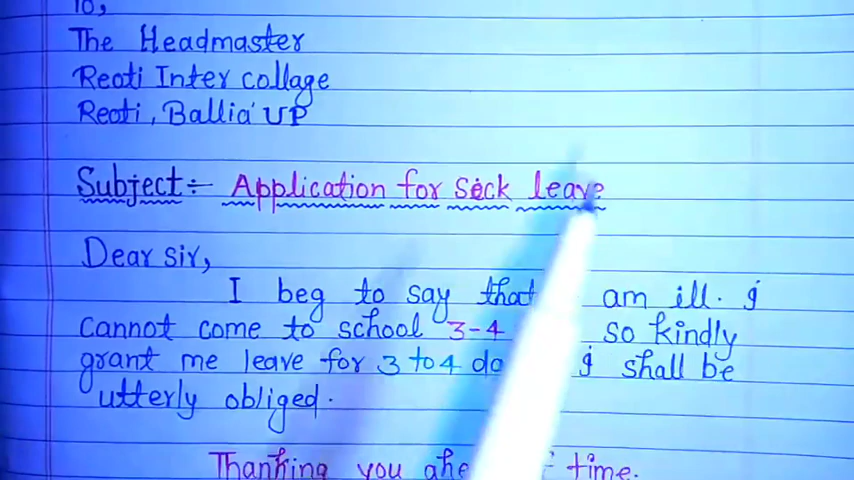 To,
The Headmaster
Reoti Inter collage
Reoti, Ballia UP
Subject:- Application for Sick leave
Dear sir,
I beg to say that am ill. I
cannot come to school 3-4 so kindly
grant me leave for 3 to 4 I shall be
utterly obliged.
Thanking you time.